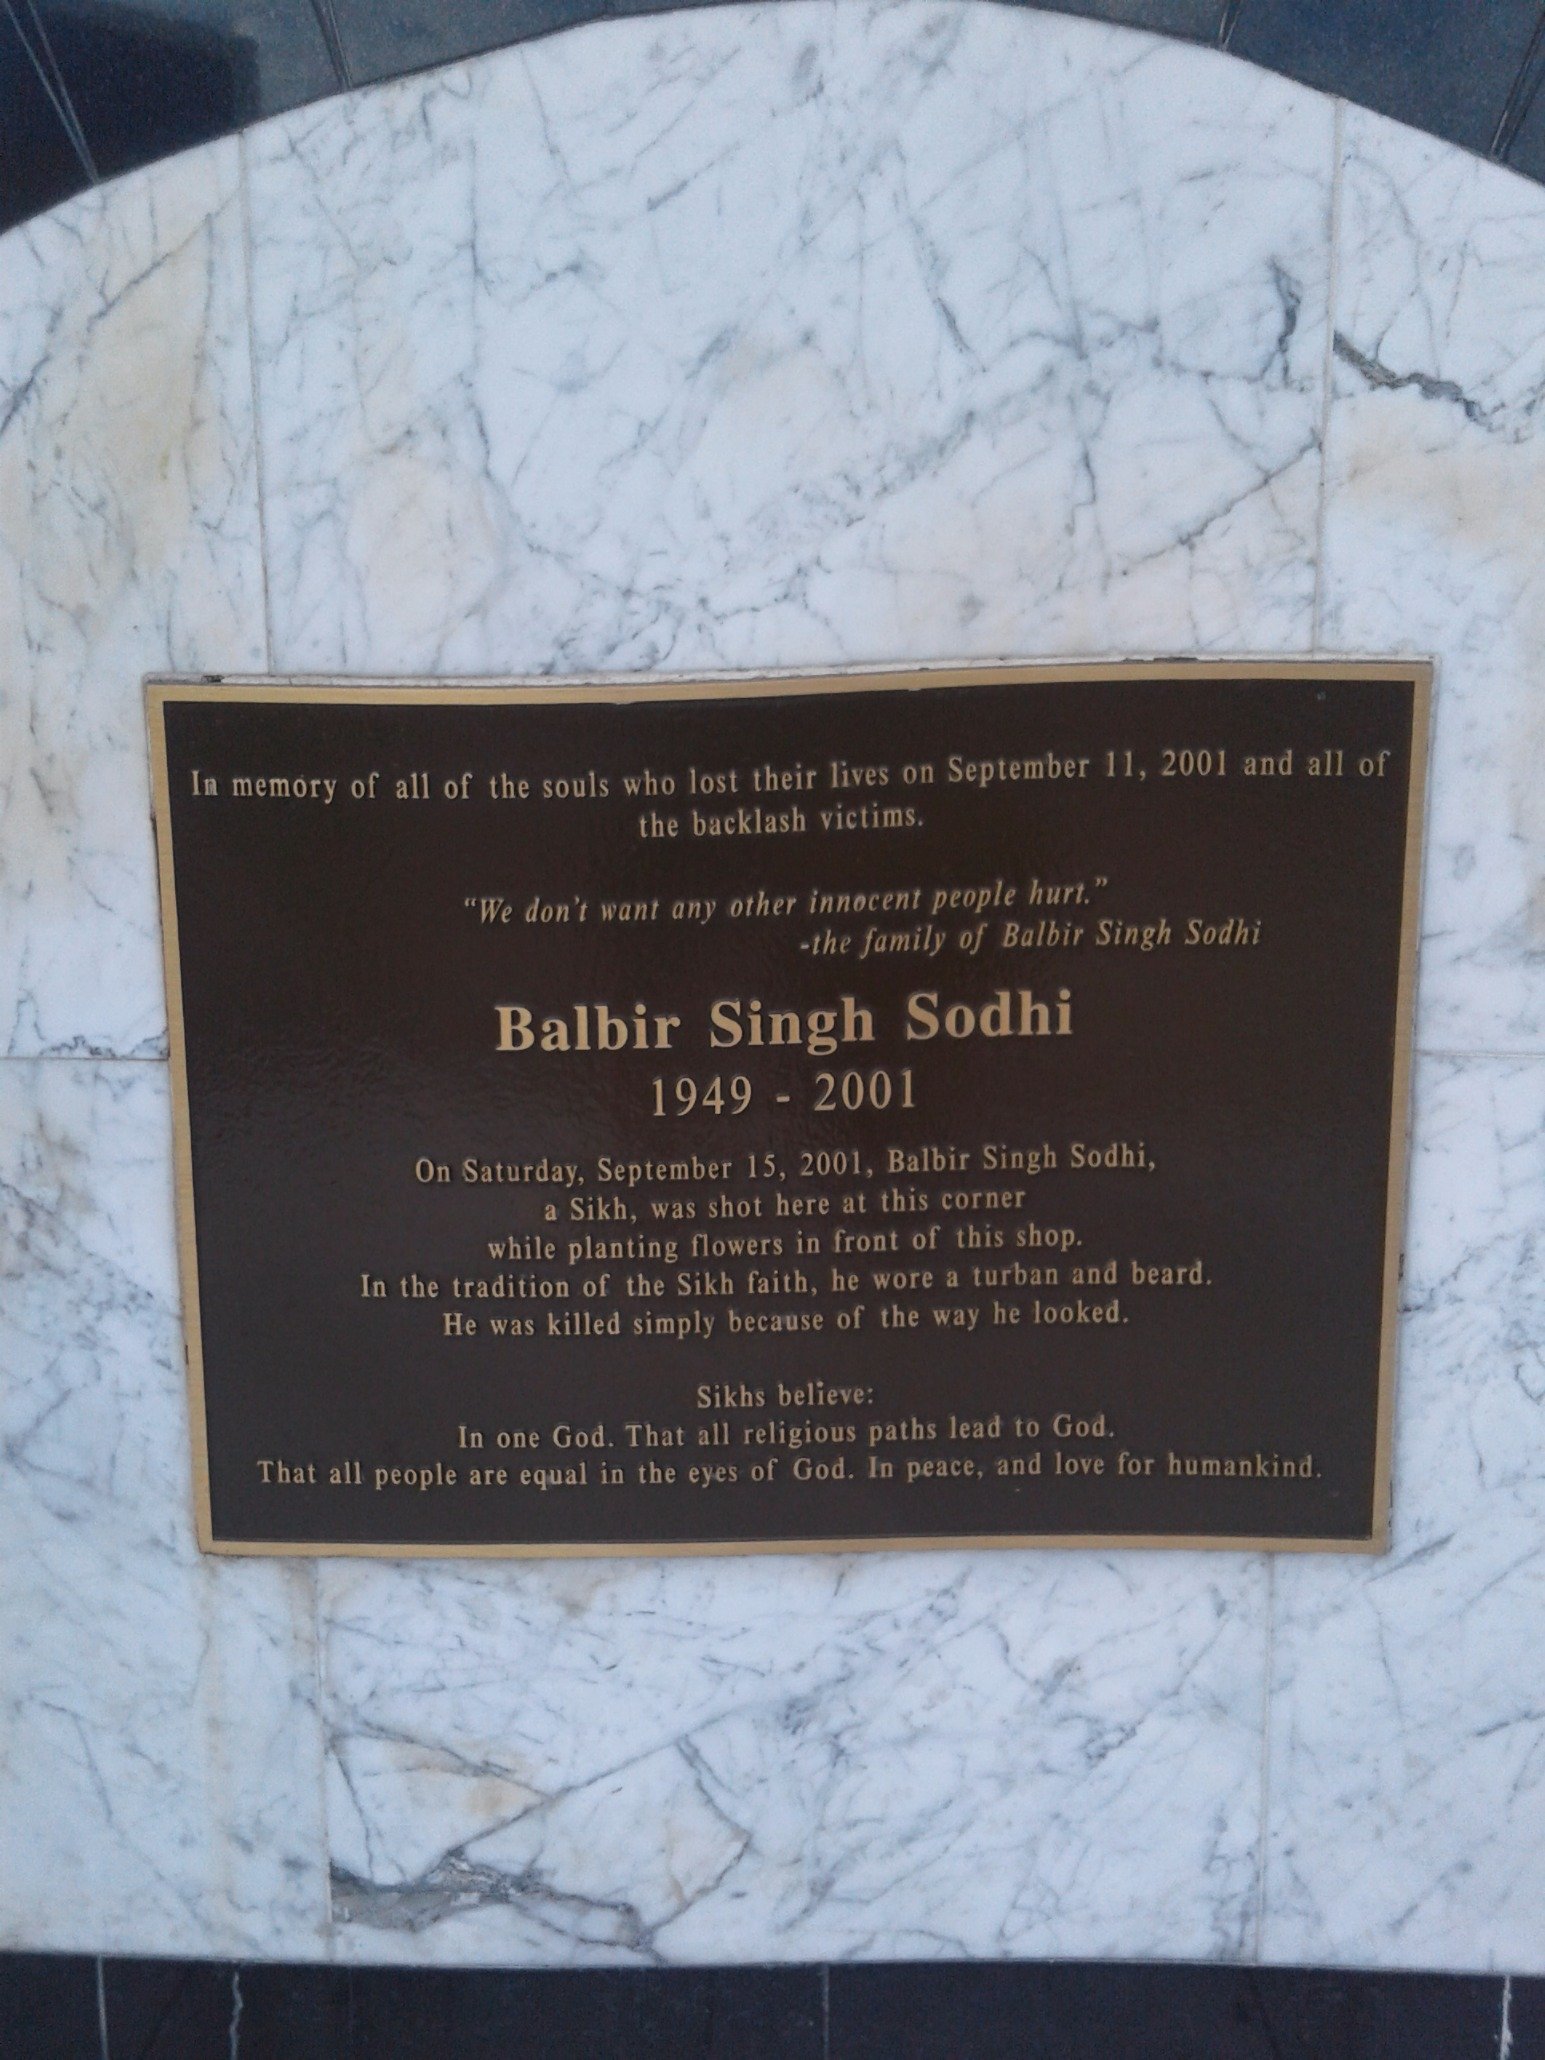 In memory of all of the souls who lost their lives on September 11, 2001 and all of
the backlash victims.
“We don’t want any other innocent people hurt.”
-the family of Balbir Singh Sodhi
Balbir Singh Sodhi
1949 - 2001
On Saturday, September 15, 2001, Balbir Singh Sodhi,
a Sikh, was shot here at this corner
while planting flowers in front of this shop.
In the tradition of the Sikh faith, he wore a turban and beard.
He was killed simply because of the way he looked.
Sikhs believe:
In one God. That all religious paths lead to God.
That all people are equal in the eyes of God. In peace, and love for humankind.